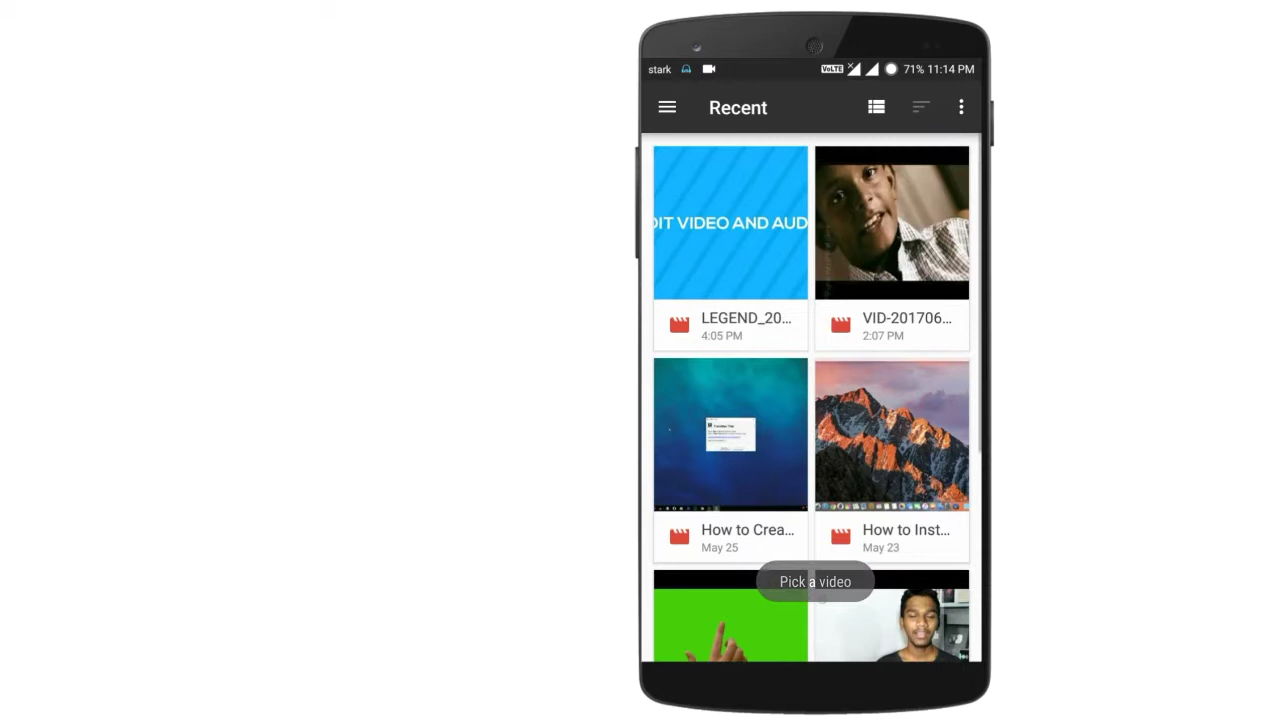 stark VoLTE 71% 11:14 PM
Recent
DIT VIDEO AND AUD
LEGEND_20... VID-201706...
4:05 PM 2:07 PM
How to Crea... How to Inst...
May 25 May 23
Pick a video